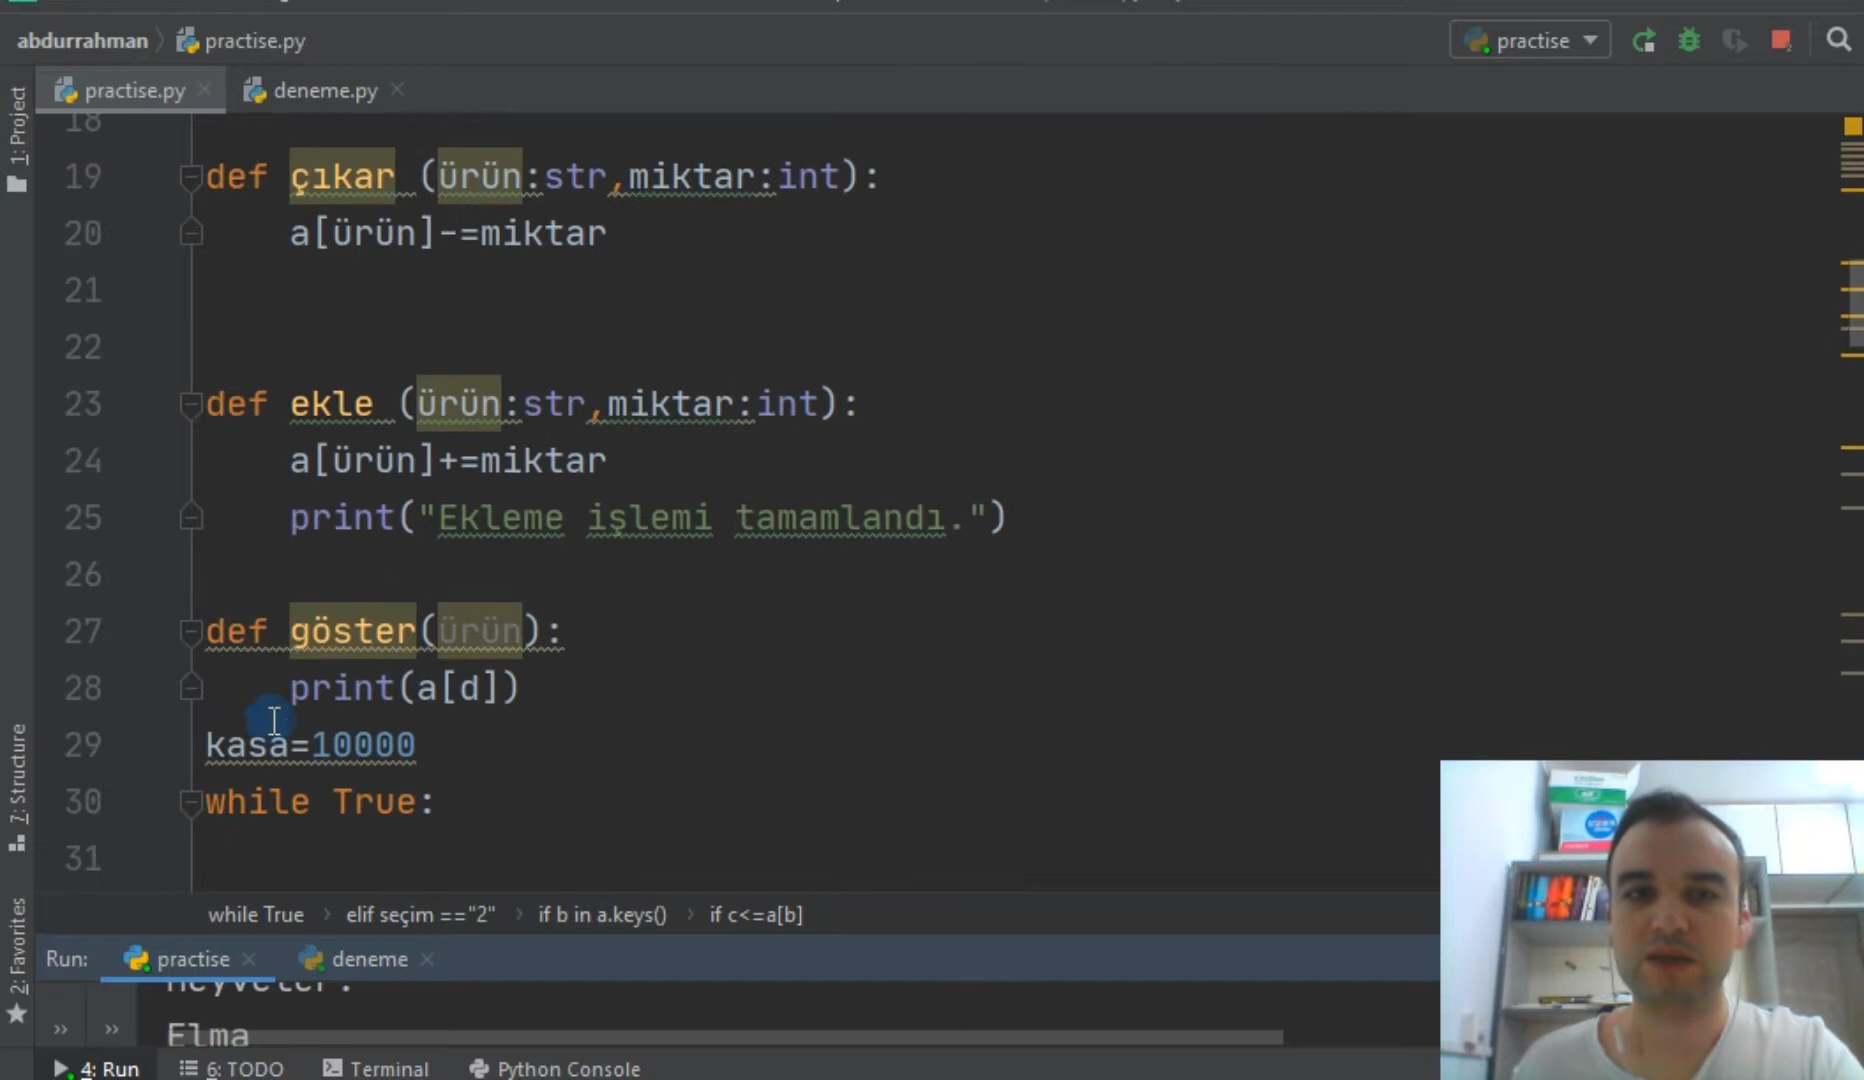 abdurrahman practise.py practise
1: Project
practise.py deneme.py
18
19 def çıkar (ürün:str,miktar:int):
20 a[ürün]-=miktar
21
22
23 def ekle (ürün:str,miktar:int):
24 a[ürün]+=miktar
25 print("Ekleme işlemi tamamlandı.")
26
27 def göster(ürün):
28 print(a[d])
29 kasa=10000
30 while True:
31
7: Structure
2: Favorites
while True elif seçim =="2" if b in a.keys() if c<=a[b]
Run: practise deneme
Meyveler:
Elma
4: Run 6: TODO Terminal Python Console